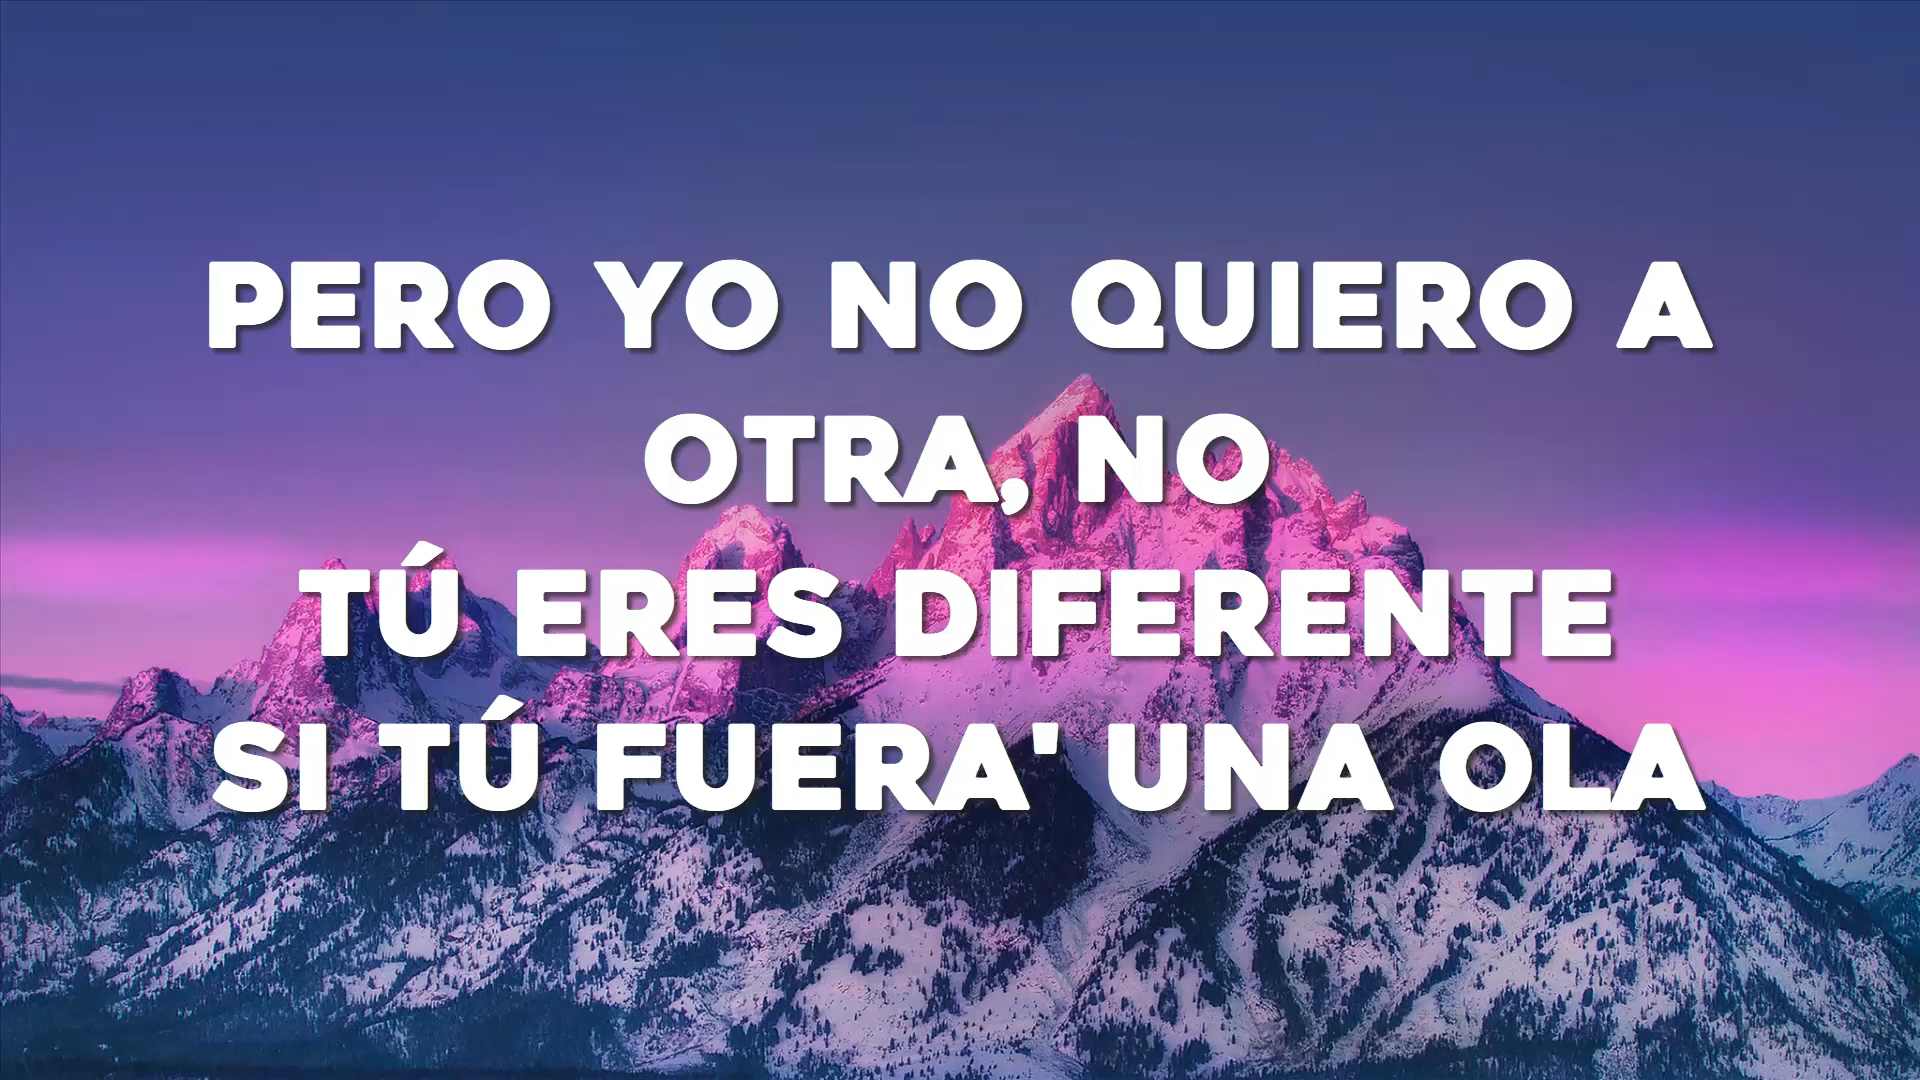 PERO YO NO QUIERO A
OTRA, NO
TÚ ERES DIFERENTE
SI TÚ FUERA' UNA OLA